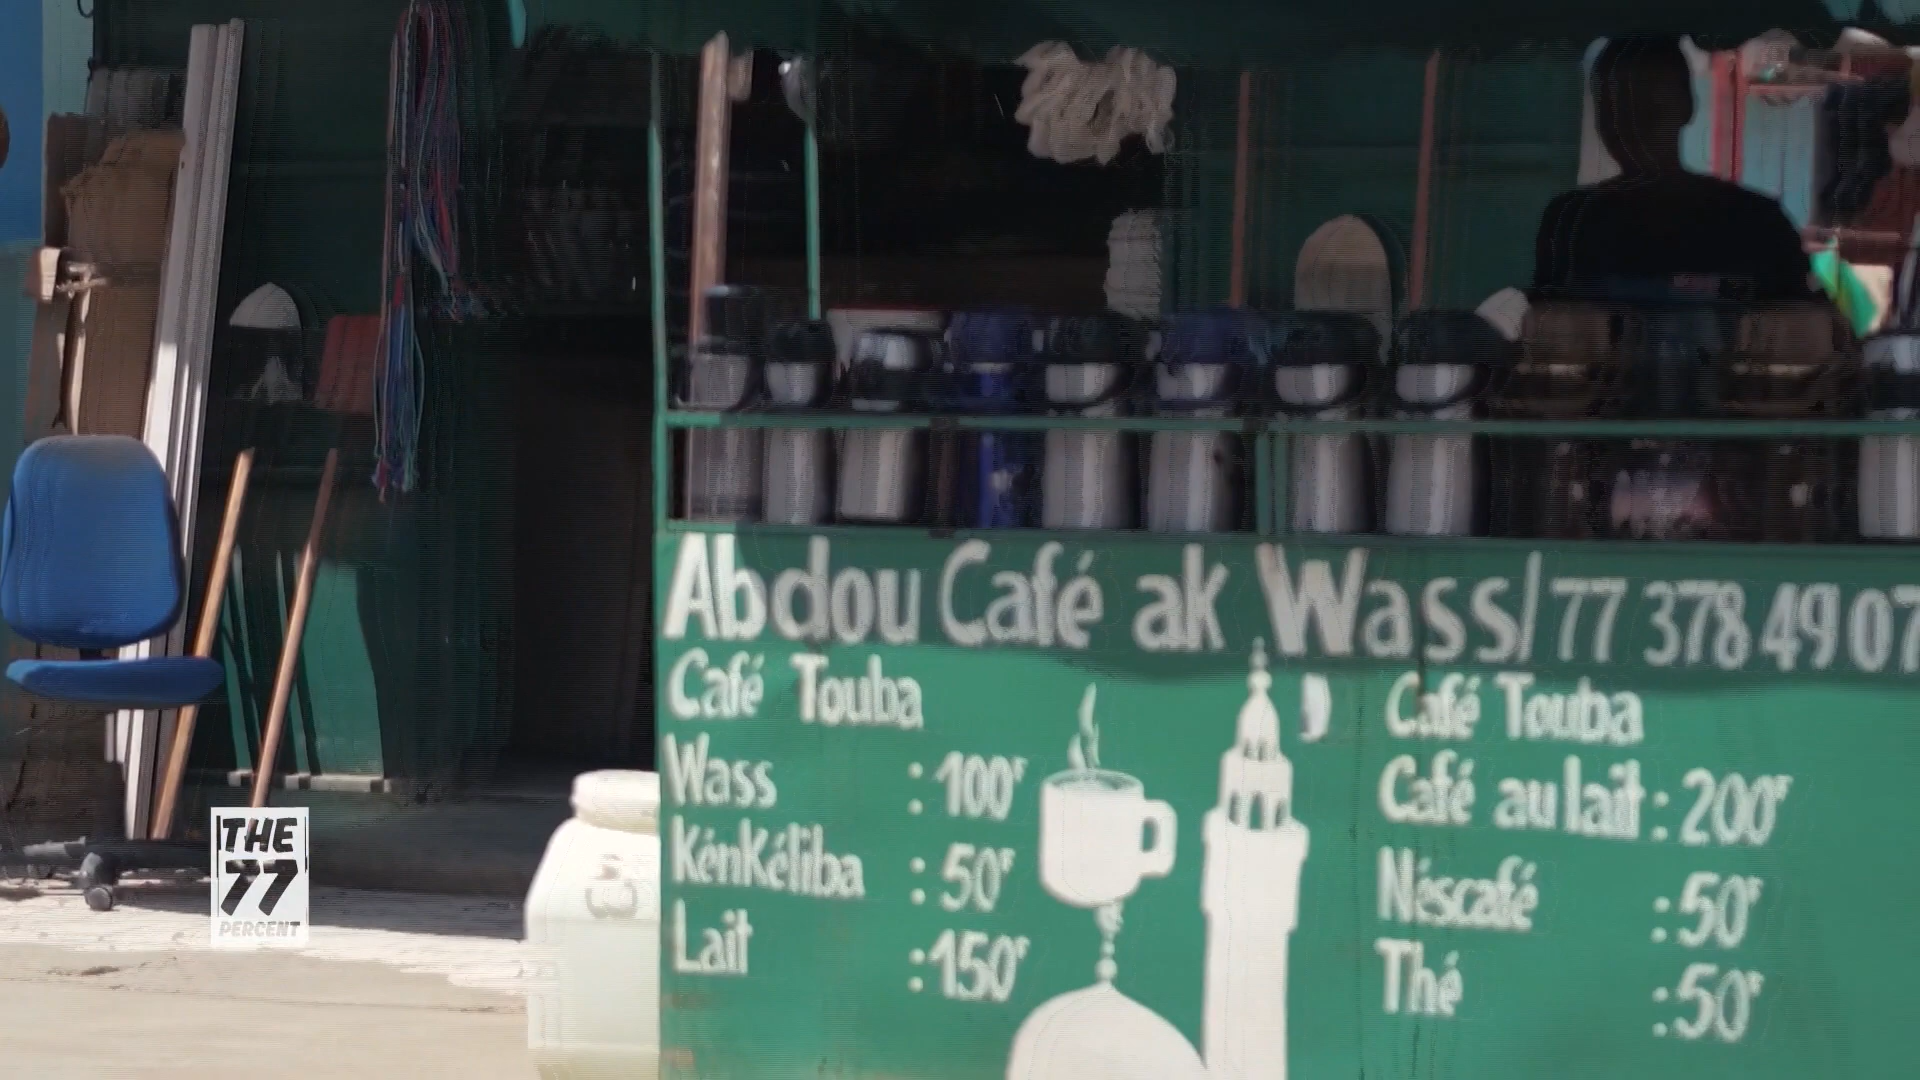 Abdou Café ak Wass/77 378 49 07
Café Touba
Wass : 100F
KénKéliba : 50F
Lait : 150F
Café Touba
Café au lait : 200F
Néscafé : 50F
Thé : 50F
THE
77
PERCENT